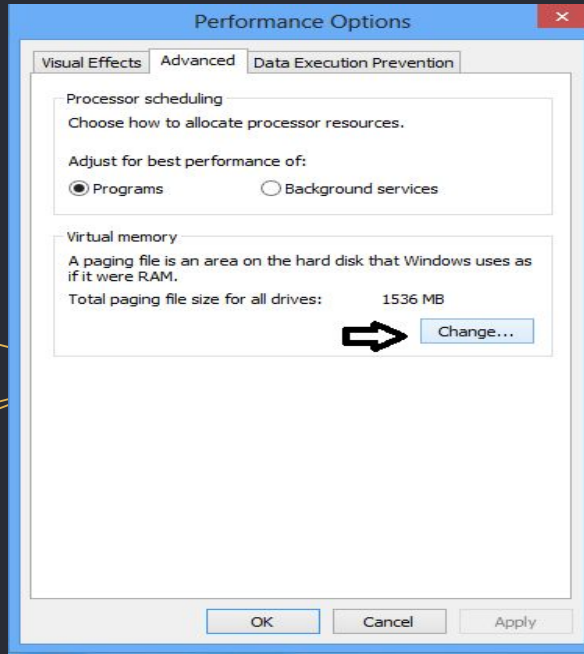 Performance Options
Visual Effects Advanced Data Execution Prevention
Processor scheduling
Choose how to allocate processor resources.
Adjust for best performance of:
Programs Background services
Virtual memory
A paging file is an area on the hard disk that Windows uses as
if it were RAM.
Total paging file size for all drives: 1536 MB
Change...
OK Cancel Apply